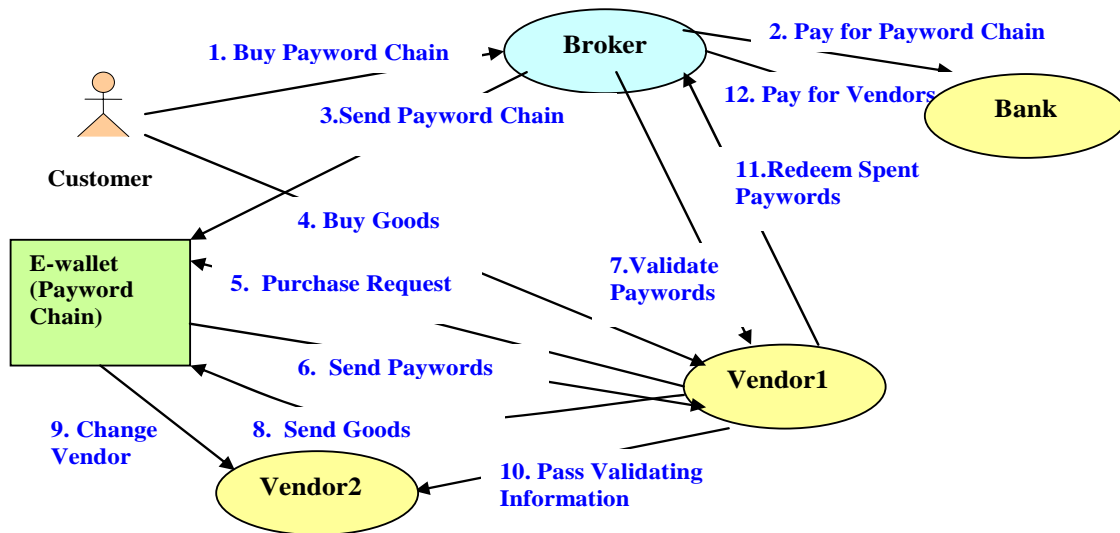 Broker
2. Pay for Payword Chain
1. Buy Payword Chain
12. Pay for Vendors
Bank
3.Send Payword Chain
Customer
11.Redeem Spent
Paywords
4. Buy Goods
E-wallet
(Payword
Chain)
5.  Purchase Request
7.Validate
Paywords
6.  Send Paywords
Vendor1
9. Change
Vendor
8.  Send Goods
Vendor2
10. Pass Validating
Information